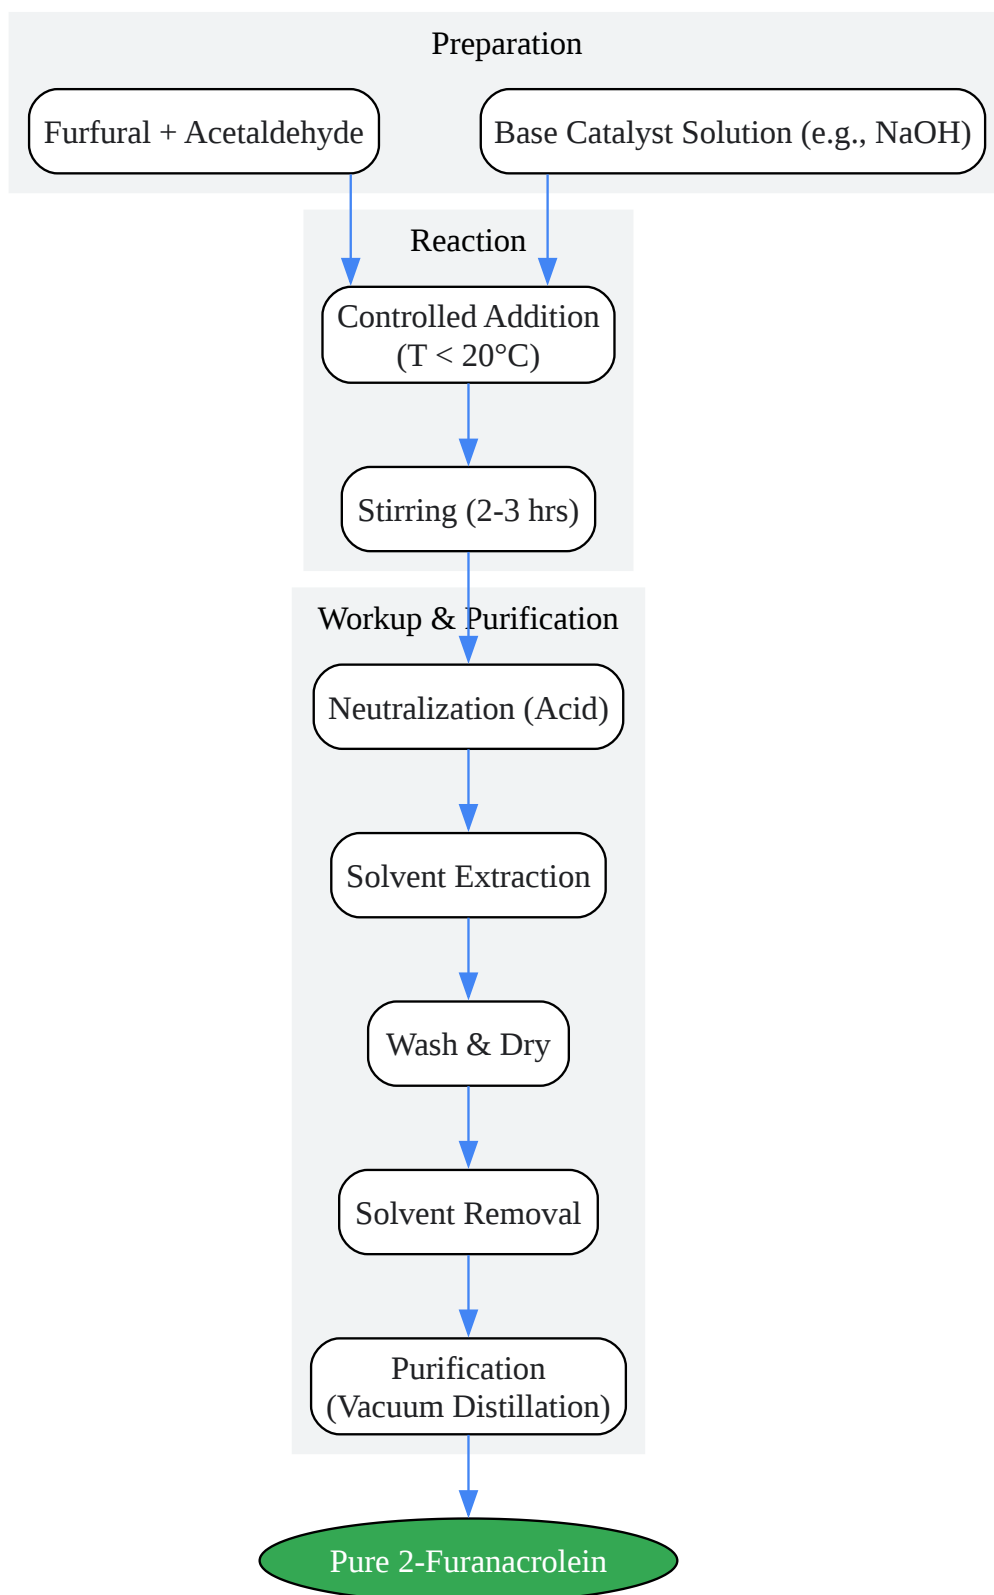 Preparation
Furfural + Acetaldehyde
Base Catalyst Solution (e.g., NaOH)
Reaction
Controlled Addition
(T < 20°C)
Stirring (2-3 hrs)
Workup & Purification
Neutralization (Acid)
Solvent Extraction
Wash & Dry
Solvent Removal
Purification
(Vacuum Distillation)
Pure 2-Furanacrolein